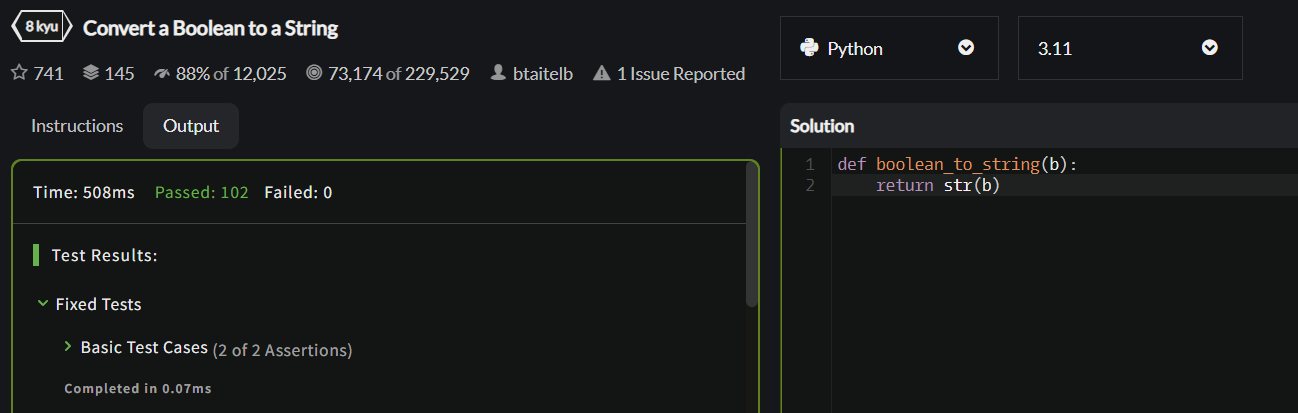 8 kyu Convert a Boolean to a String
741 145 88% of 12,025 73,174 of 229,529 btaitelb 1 Issue Reported
Python 3.11
Instructions Output
Time: 508ms Passed: 102 Failed: 0
Test Results:
Fixed Tests
Basic Test Cases (2 of 2 Assertions)
Completed in 0.07ms
Solution
1 def boolean_to_string(b):
2     return str(b)